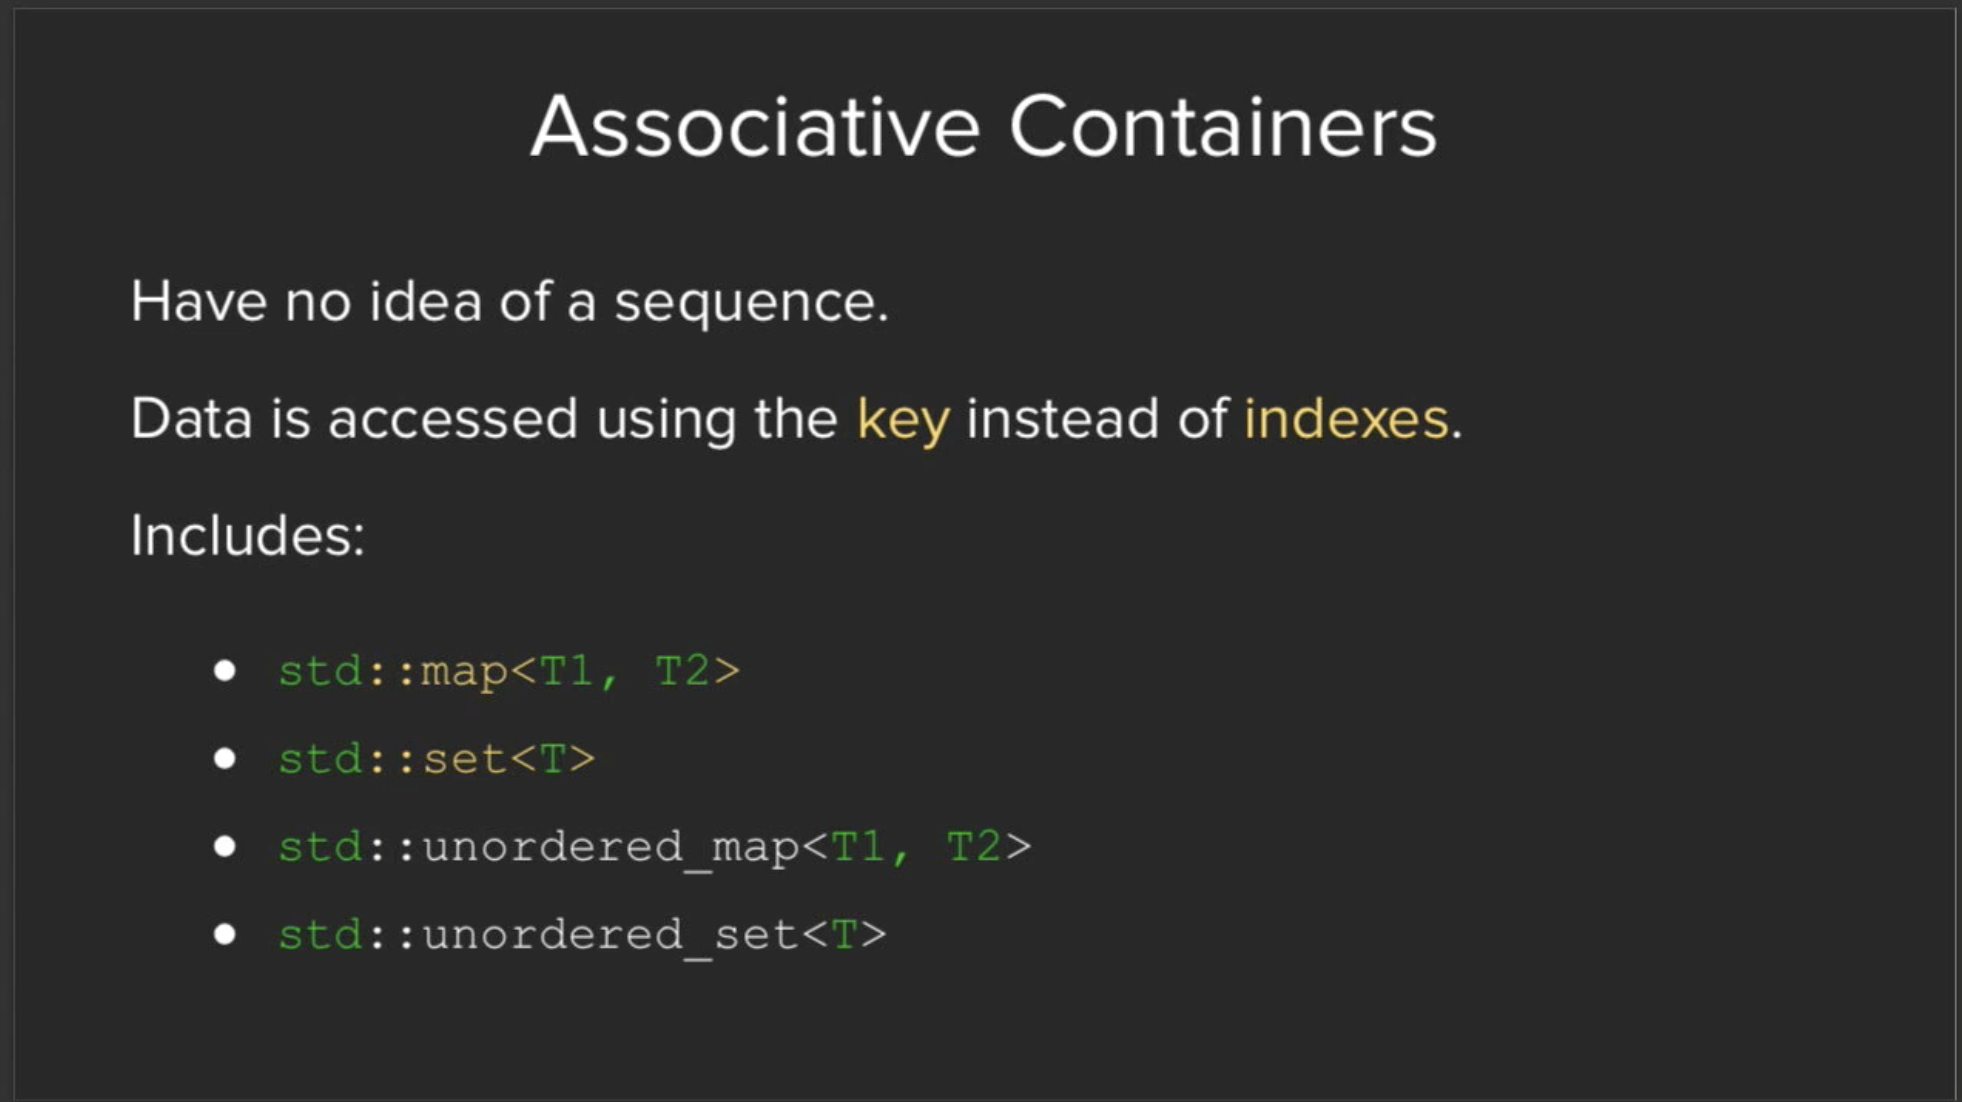 Associative Containers
Have no idea of a sequence.
Data is accessed using the key instead of indexes.
Includes:
● std::map<T1, T2>
● std::set<T>
● std::unordered_map<T1, T2>
● std::unordered_set<T>